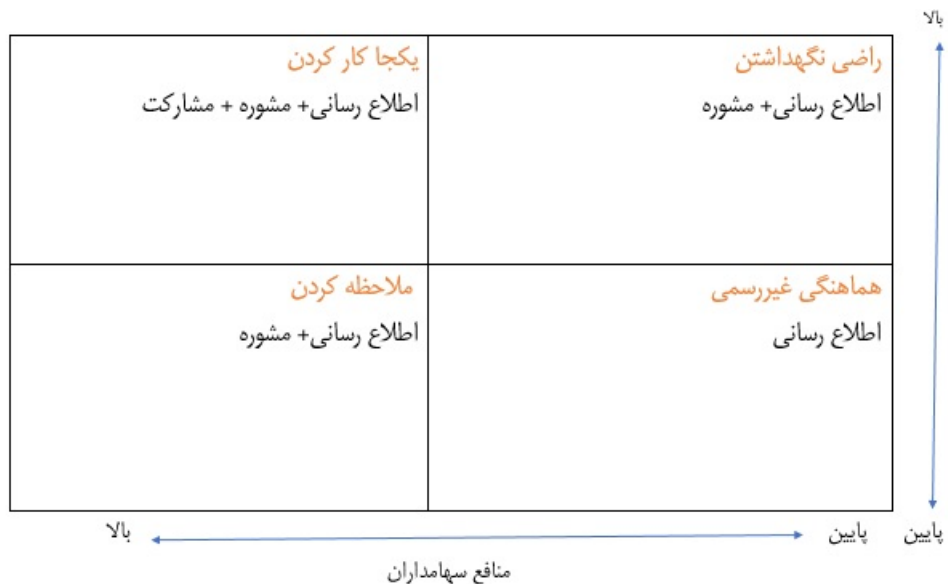 بالا
راضی نگهداشتن
اطلاع رسانی+ مشوره
یکجا کار کردن
اطلاع رسانی+ مشوره + مشارکت
هماهنگی غیررسمی
اطلاع رسانی
ملاحظه کردن
اطلاع رسانی+ مشوره
پایین
پایین
بالا
منافع سهامداران